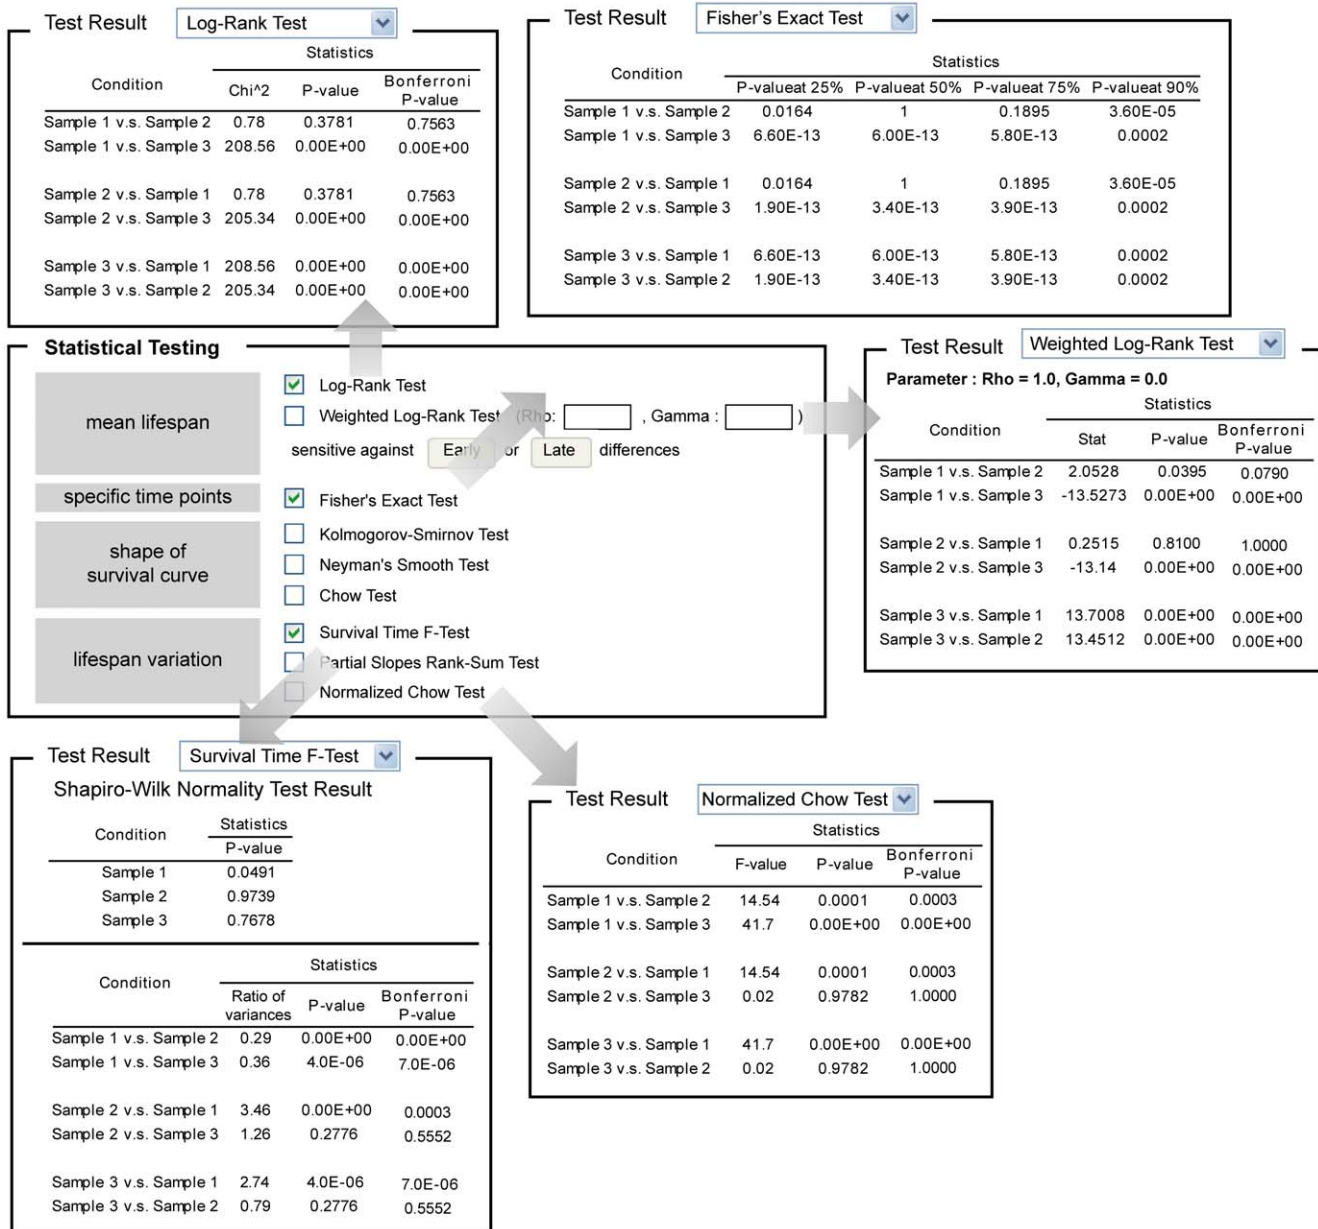 Test Result Log-Rank Test
Statistics
Condition Chi^2 P-value Bonferroni P-value
Sample 1 v.s. Sample 2 0.78 0.3781 0.7563
Sample 1 v.s. Sample 3 208.56 0.00E+00 0.00E+00
Sample 2 v.s. Sample 1 0.78 0.3781 0.7563
Sample 2 v.s. Sample 3 205.34 0.00E+00 0.00E+00
Sample 3 v.s. Sample 1 208.56 0.00E+00 0.00E+00
Sample 3 v.s. Sample 2 205.34 0.00E+00 0.00E+00
Test Result Fisher's Exact Test
Statistics
Condition P-valueat 25% P-valueat 50% P-valueat 75% P-valueat 90%
Sample 1 v.s. Sample 2 0.0164 1 0.1895 3.60E-05
Sample 1 v.s. Sample 3 6.60E-13 6.00E-13 5.80E-13 0.0002
Sample 2 v.s. Sample 1 0.0164 1 0.1895 3.60E-05
Sample 2 v.s. Sample 3 1.90E-13 3.40E-13 3.90E-13 0.0002
Sample 3 v.s. Sample 1 6.60E-13 6.00E-13 5.80E-13 0.0002
Sample 3 v.s. Sample 2 1.90E-13 3.40E-13 3.90E-13 0.0002
Statistical Testing
mean lifespan
Log-Rank Test
Weighted Log-Rank Test (Rho: , Gamma : )
sensitive against Early or Late differences
specific time points
Fisher's Exact Test
shape of
survival curve
Kolmogorov-Smirnov Test
Neyman's Smooth Test
Chow Test
lifespan variation
Survival Time F-Test
Partial Slopes Rank-Sum Test
Normalized Chow Test
Test Result Weighted Log-Rank Test
Parameter : Rho = 1.0, Gamma = 0.0
Statistics
Condition Stat P-value Bonferroni P-value
Sample 1 v.s. Sample 2 2.0528 0.0395 0.0790
Sample 1 v.s. Sample 3 -13.5273 0.00E+00 0.00E+00
Sample 2 v.s. Sample 1 0.2515 0.8100 1.0000
Sample 2 v.s. Sample 3 -13.14 0.00E+00 0.00E+00
Sample 3 v.s. Sample 1 13.7008 0.00E+00 0.00E+00
Sample 3 v.s. Sample 2 13.4512 0.00E+00 0.00E+00
Test Result Survival Time F-Test
Shapiro-Wilk Normality Test Result
Condition Statistics
P-value
Sample 1 0.0491
Sample 2 0.9739
Sample 3 0.7678
Statistics
Condition Ratio of variances P-value Bonferroni P-value
Sample 1 v.s. Sample 2 0.29 0.00E+00 0.00E+00
Sample 1 v.s. Sample 3 0.36 4.0E-06 7.0E-06
Sample 2 v.s. Sample 1 3.46 0.00E+00 0.0003
Sample 2 v.s. Sample 3 1.26 0.2776 0.5552
Sample 3 v.s. Sample 1 2.74 4.0E-06 7.0E-06
Sample 3 v.s. Sample 2 0.79 0.2776 0.5552
Test Result Normalized Chow Test
Statistics
Condition F-value P-value Bonferroni P-value
Sample 1 v.s. Sample 2 14.54 0.0001 0.0003
Sample 1 v.s. Sample 3 41.7 0.00E+00 0.00E+00
Sample 2 v.s. Sample 1 14.54 0.0001 0.0003
Sample 2 v.s. Sample 3 0.02 0.9782 1.0000
Sample 3 v.s. Sample 1 41.7 0.00E+00 0.00E+00
Sample 3 v.s. Sample 2 0.02 0.9782 1.0000